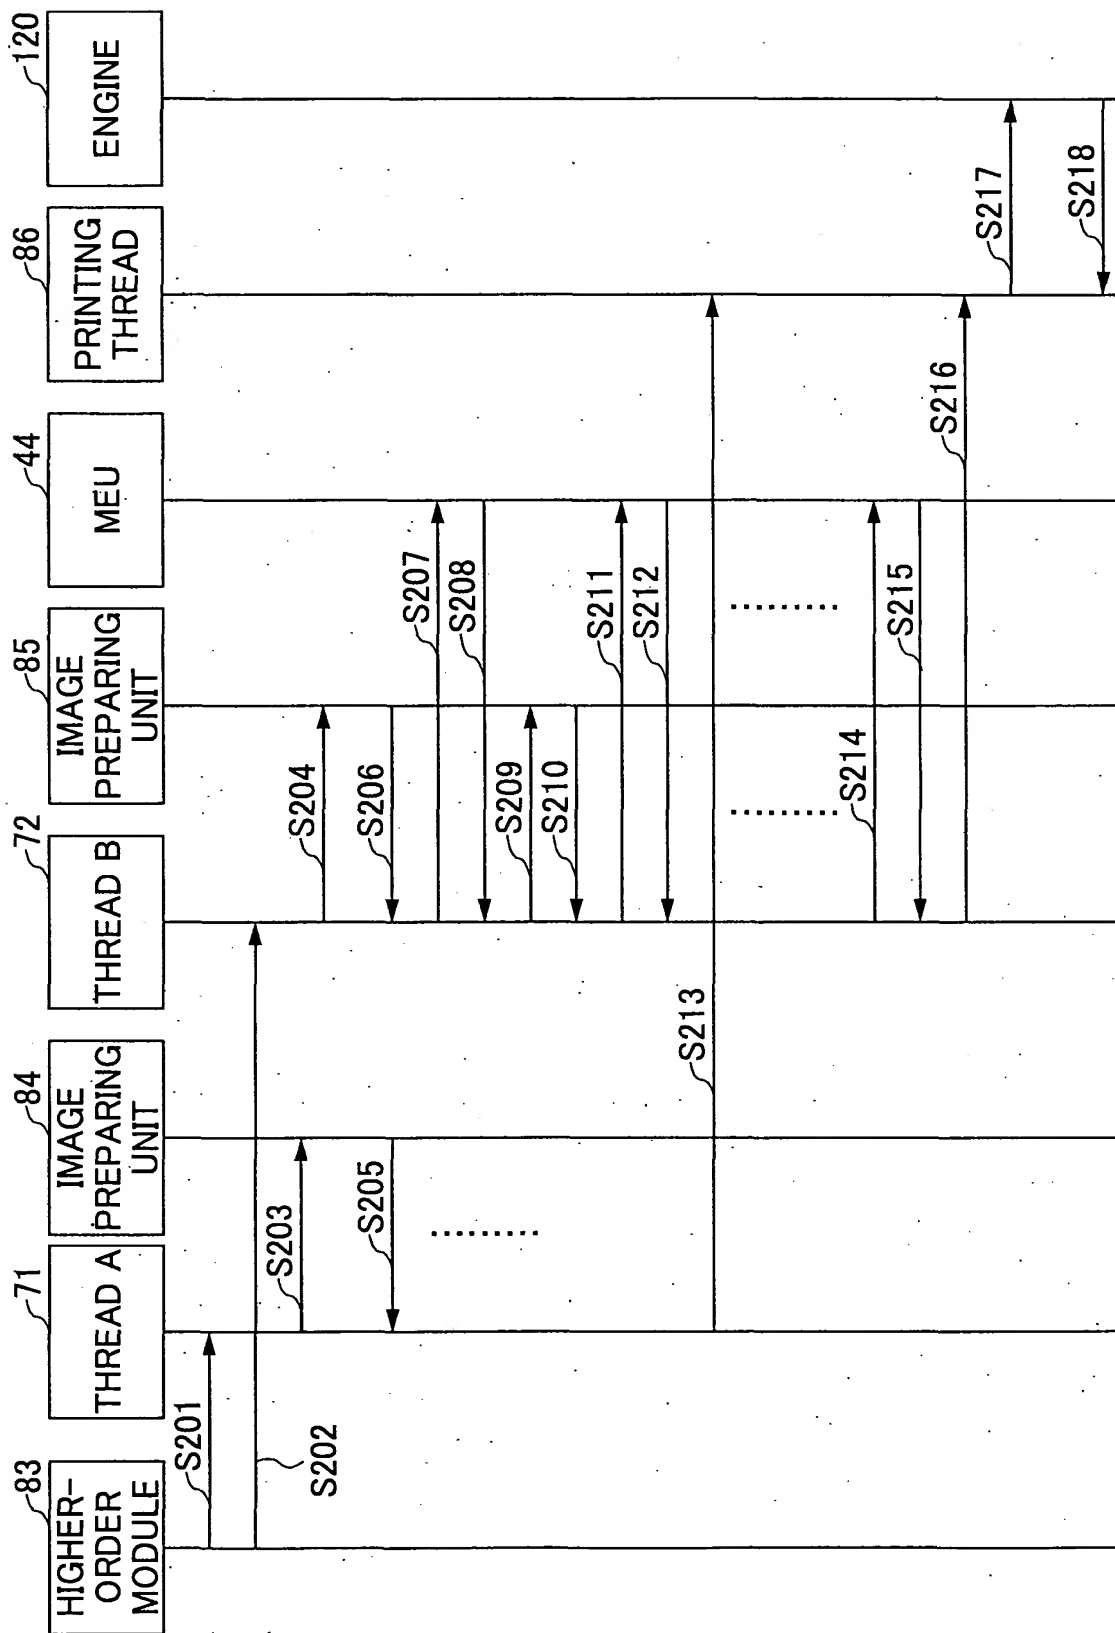 83
HIGHER-
ORDER
MODULE
71
THREAD A
84
IMAGE
PREPARING
UNIT
72
THREAD B
85
IMAGE
PREPARING
UNIT
44
MEU
86
PRINTING
THREAD
120
ENGINE
S201
S202
S203
S204
S205
S206
S207
S208
S209
S210
S211
S212
S213
S214
S215
S216
S217
S218